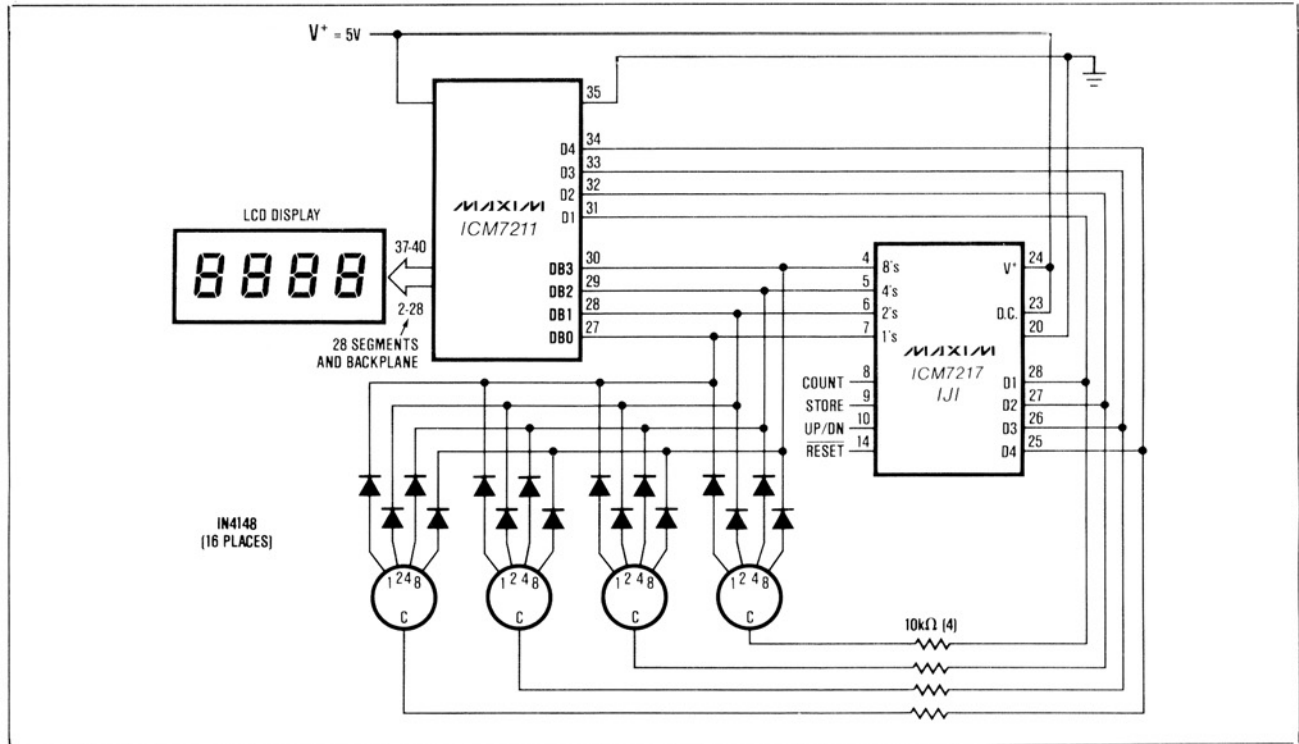 V⁺ = 5V
35
34
D4
33
D3
32
D2
31
D1
MAXIM
ICM7211
LCD DISPLAY
8888
37-40
2-28
28 SEGMENTS
AND BACKPLANE
30
DB3
29
DB2
28
DB1
27
DB0
4
8's
5
4's
6
2's
7
1's
V⁺
24
D.C.
23
20
MAXIM
ICM7217
IJI
COUNT
8
STORE
9
UP/DN
10
RESET
14
D1
28
D2
27
D3
26
D4
25
IN4148
(16 PLACES)
1 2 4 8
C
1 2 4 8
C
1 2 4 8
C
1 2 4 8
C
10kΩ (4)